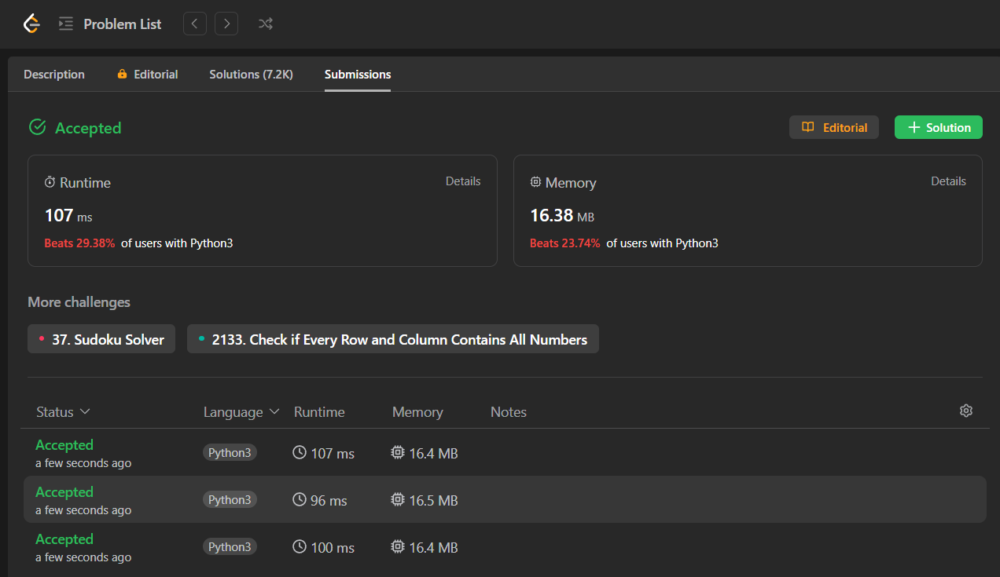 Problem List
Description Editorial Solutions (7.2K) Submissions
Accepted Editorial Solution
Runtime Details
107 ms
Beats 29.38% of users with Python3
Memory Details
16.38 MB
Beats 23.74% of users with Python3
More challenges
37. Sudoku Solver 2133. Check if Every Row and Column Contains All Numbers
Status Language Runtime Memory Notes
Accepted
a few seconds ago
Python3 107 ms 16.4 MB
Accepted
a few seconds ago
Python3 96 ms 16.5 MB
Accepted
a few seconds ago
Python3 100 ms 16.4 MB